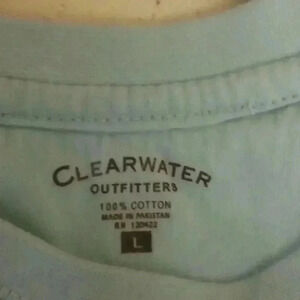 CLEARWATER
OUTFITTERS
100% COTTON
MADE IN PAKISTAN
RN 130422
L